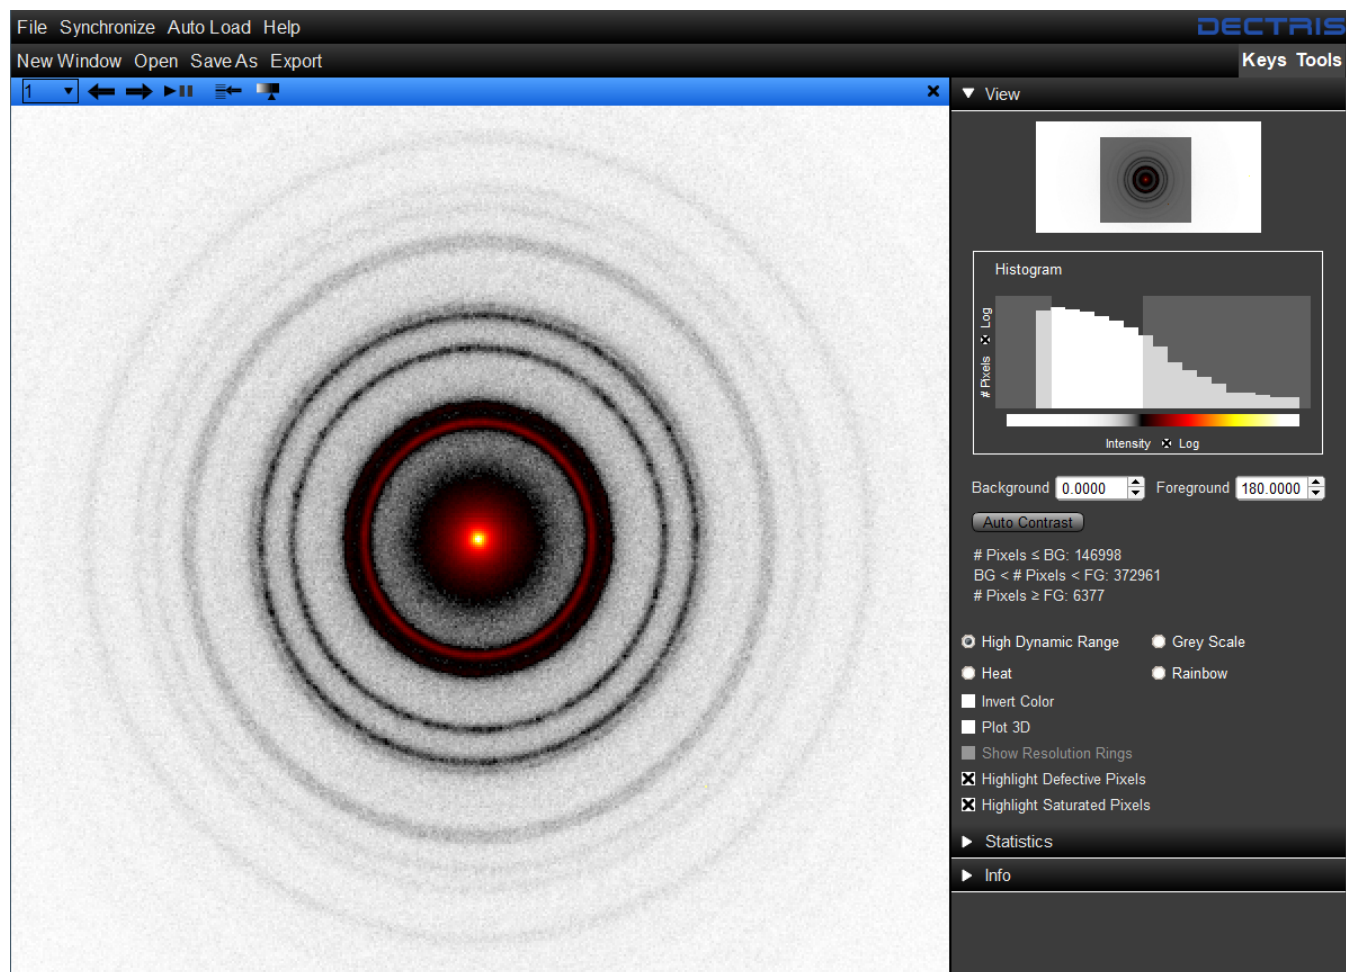 File Synchronize Auto Load Help
DECTRIS
New Window Open Save As Export
Keys Tools
1
View
Histogram
# Pixels Log
Intensity Log
Background 0.0000 Foreground 180.0000
Auto Contrast
# Pixels ≤ BG: 146998
BG < # Pixels < FG: 372961
# Pixels ≥ FG: 6377
High Dynamic Range Grey Scale
Heat Rainbow
Invert Color
Plot 3D
Show Resolution Rings
Highlight Defective Pixels
Highlight Saturated Pixels
Statistics
Info